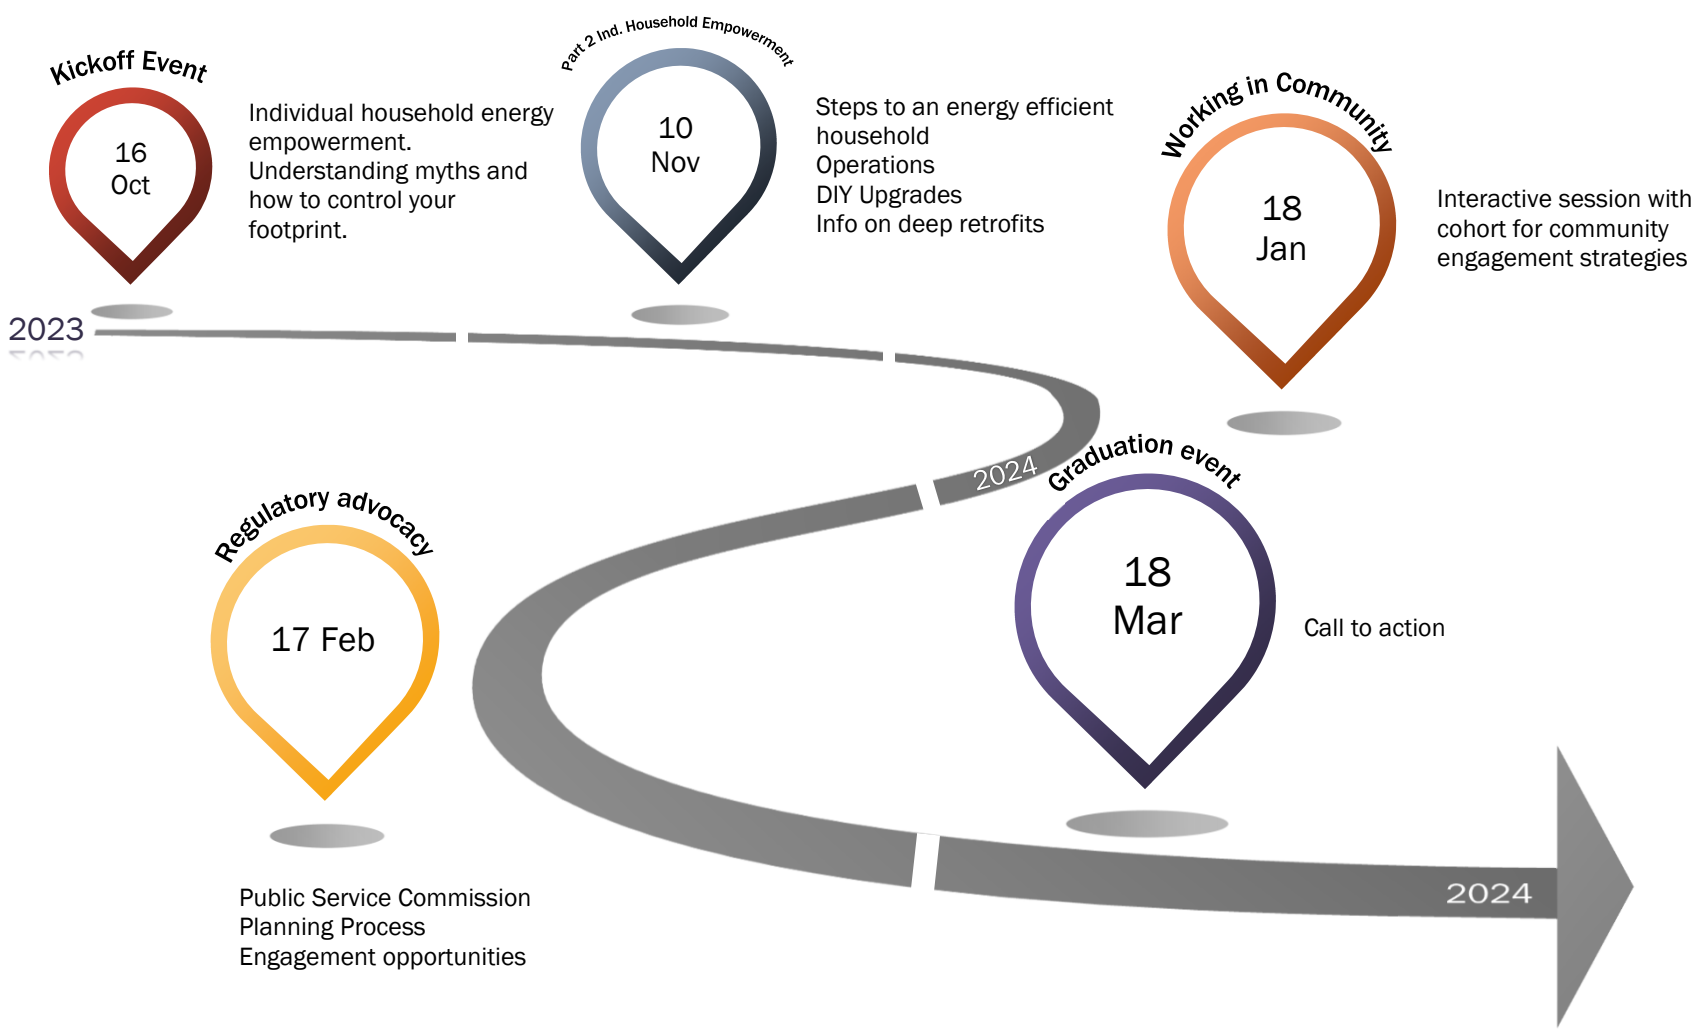 Kickoff Event
16
Oct
Individual household energy
empowerment.
Understanding myths and
how to control your
footprint.
Part 2 Ind. Household Empowerment
10
Nov
Steps to an energy efficient
household
Operations
DIY Upgrades
Info on deep retrofits
Working in Community
18
Jan
Interactive session with
cohort for community
engagement strategies
2023
2024
Regulatory advocacy
17 Feb
Public Service Commission
Planning Process
Engagement opportunities
Graduation event
18
Mar
Call to action
2024